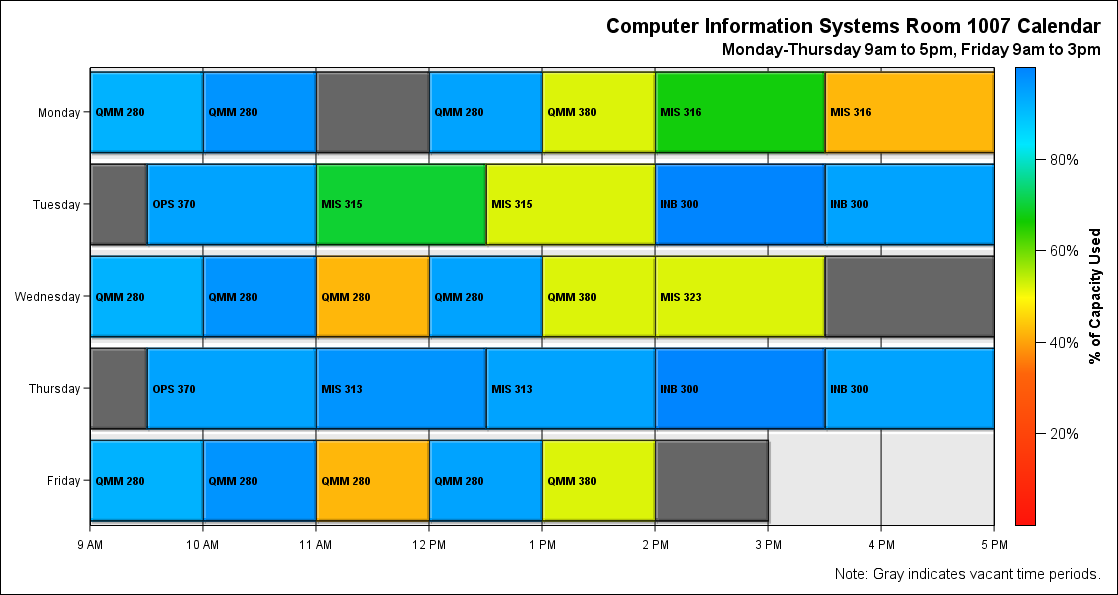 Computer Information Systems Room 1007 Calendar
Monday-Thursday 9am to 5pm, Friday 9am to 3pm
Monday QMM 280 QMM 280 QMM 280 QMM 380 MIS 316 MIS 316
80%
Tuesday OPS 370 MIS 315 MIS 315 INB 300 INB 300
60%
% of Capacity Used
Wednesday QMM 280 QMM 280 QMM 280 QMM 280 QMM 380 MIS 323
40%
Thursday OPS 370 MIS 313 MIS 313 INB 300 INB 300
20%
Friday QMM 280 QMM 280 QMM 280 QMM 280 QMM 380
9 AM 10 AM 11 AM 12 PM 1 PM 2 PM 3 PM 4 PM 5 PM
Note: Gray indicates vacant time periods.